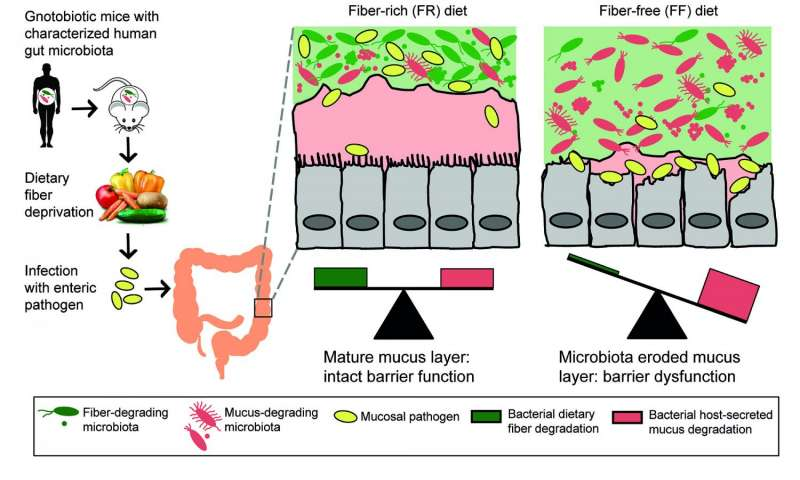 Gnotobiotic mice with
characterized human
gut microbiota
Dietary
fiber
deprivation
Infection
with enteric
pathogen
Fiber-rich (FR) diet
Mature mucus layer:
intact barrier function
Fiber-free (FF) diet
Microbiota eroded mucus
layer: barrier dysfunction
Fiber-degrading
microbiota
Mucus-degrading
microbiota
Mucosal pathogen
Bacterial dietary
fiber degradation
Bacterial host-secreted
mucus degradation